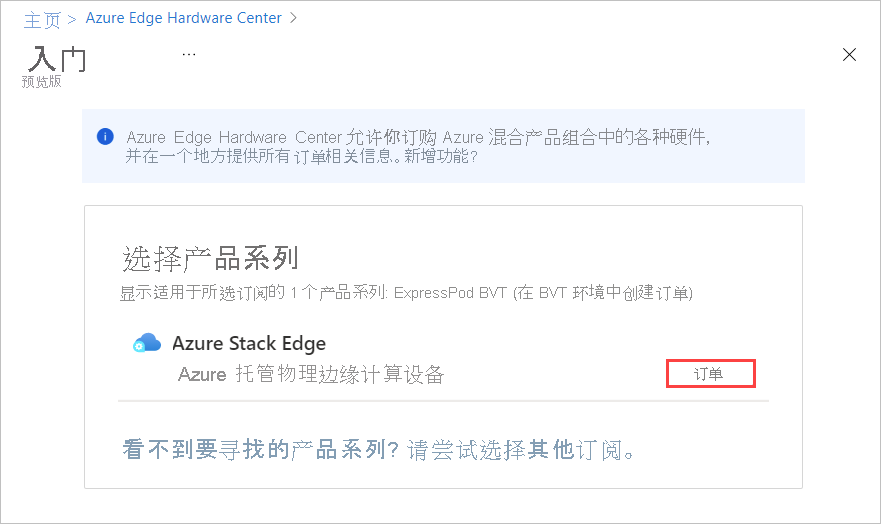 主页 > Azure Edge Hardware Center >
入门
...
预览版
Azure Edge Hardware Center 允许你订购 Azure 混合产品组合中的各种硬件,
并在一个地方提供所有订单相关信息。新增功能?
选择产品系列
显示适用于所选订阅的 1 个产品系列: ExpressPod BVT (在 BVT 环境中创建订单)
Azure Stack Edge
Azure 托管物理边缘计算设备
订单
看不到要寻找的产品系列? 请尝试选择其他订阅。